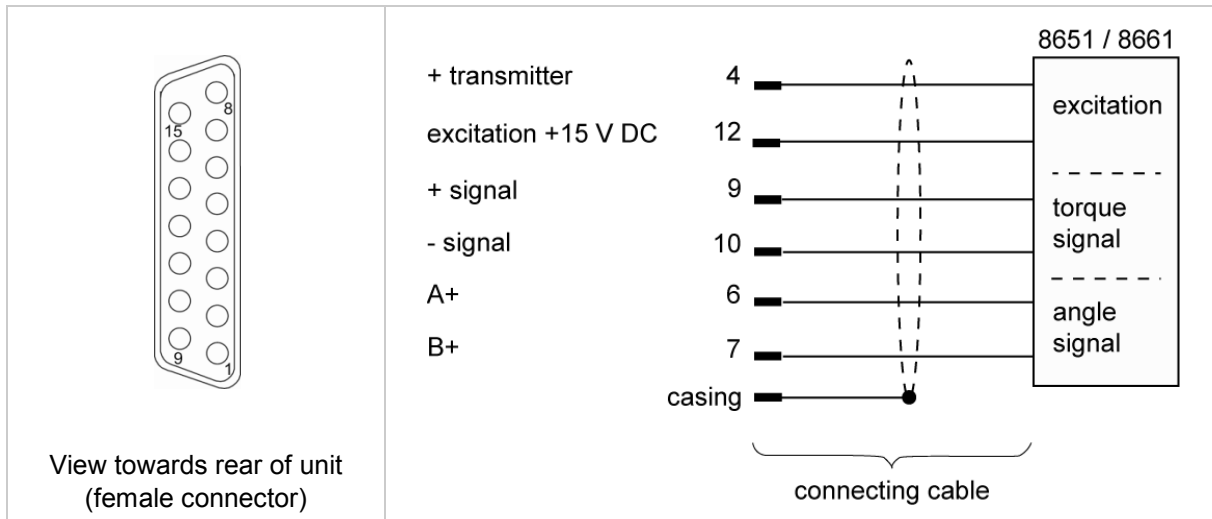 8
15
9
1
View towards rear of unit
(female connector)
8651 / 8661
+ transmitter 4
excitation
excitation +15 V DC 12
+ signal 9
torque
signal
- signal 10
A+ 6
angle
signal
B+ 7
casing
connecting cable